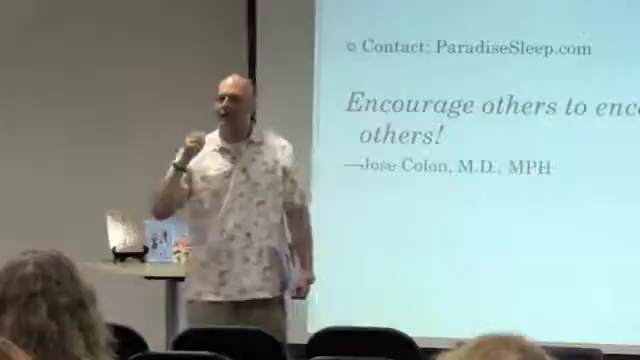 Contact: ParadiseSleep.com
Encourage others to enc
others!
—Jose Colon, M.D., MPH